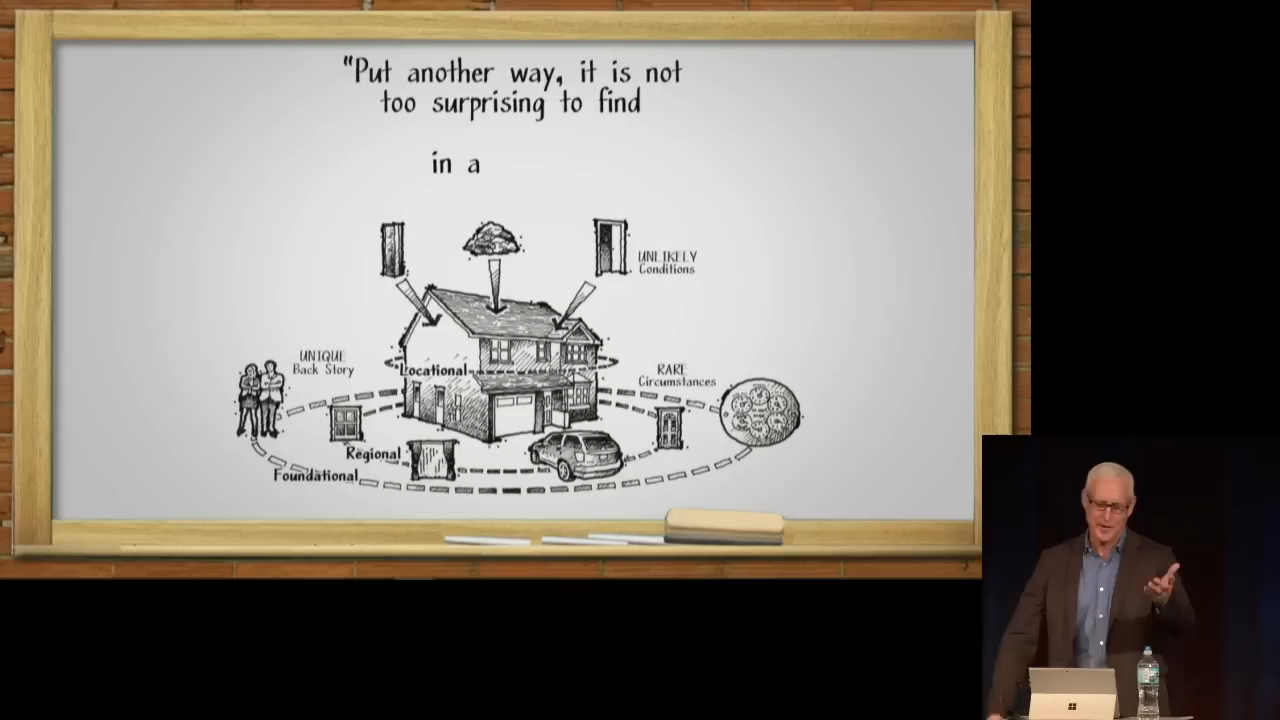 "Put another way, it is not
too surprising to find
in a
UNLIKELY
Conditions
UNIQUE
Back Story
Locational
RARE
Circumstances
Regional
Foundational